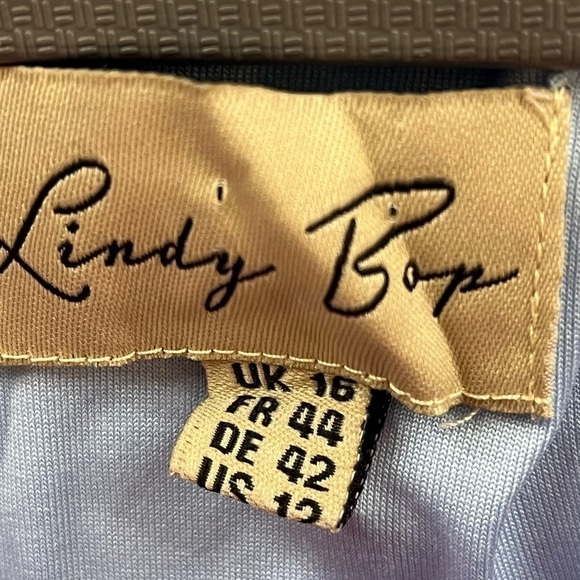 Lindy Bop
UK 16
FR 44
DE 42
US 12